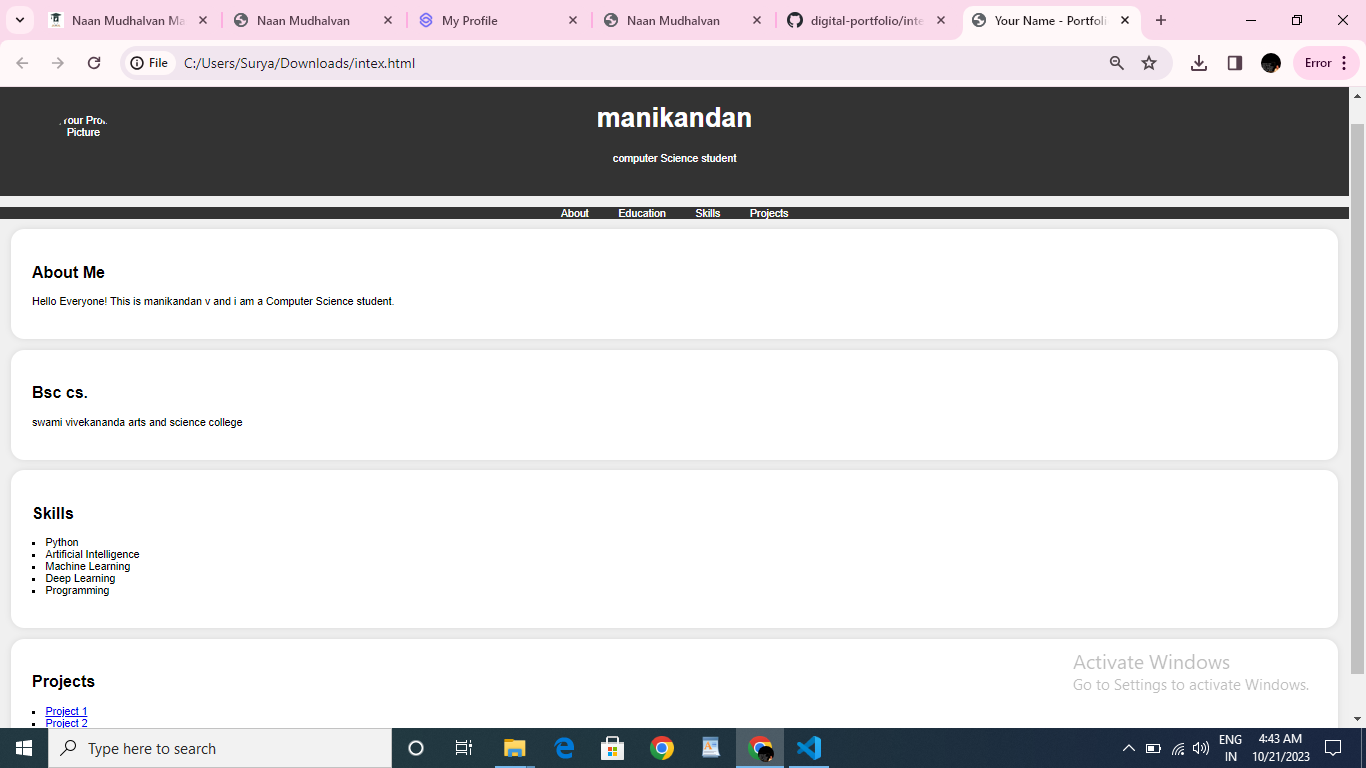 Naan Mudhalvan Ma
Naan Mudhalvan
My Profile
Naan Mudhalvan
digital-portfolio/inte
Your Name - Portfoli
File
C:/Users/Surya/Downloads/intex.html
Error
our Pro
Picture
manikandan
computer Science student
About Education Skills Projects
About Me
Hello Everyone! This is manikandan v and i am a Computer Science student.
Bsc cs.
swami vivekananda arts and science college
Skills
Python
Artificial Intelligence
Machine Learning
Deep Learning
Programming
Projects
Project 1
Project 2
Activate Windows
Go to Settings to activate Windows.
Type here to search
ENG
IN
4:43 AM
10/21/2023